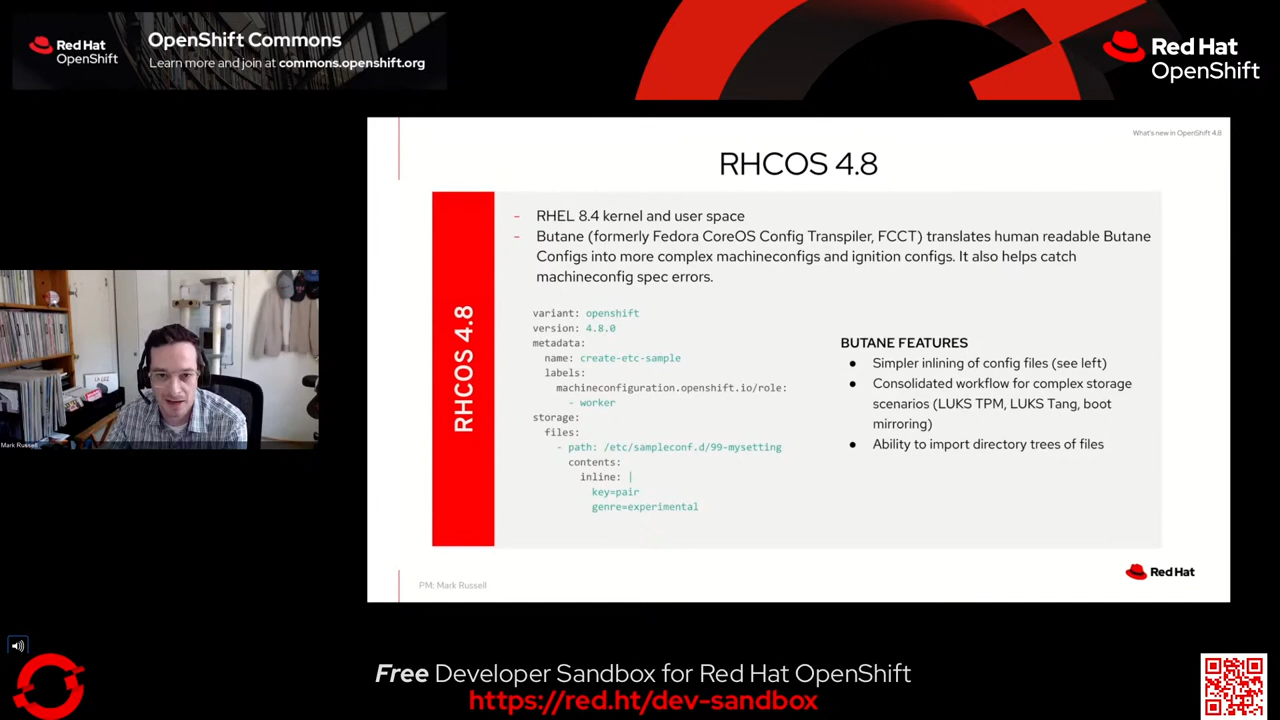 Red Hat
OpenShift
OpenShift Commons
Learn more and join at commons.openshift.org
Red Hat
OpenShift
What's new in OpenShift 4.8
RHCOS 4.8
RHCOS 4.8
- RHEL 8.4 kernel and user space
- Butane (formerly Fedora CoreOS Config Transpiler, FCCT) translates human readable Butane
Configs into more complex machineconfigs and ignition configs. It also helps catch
machineconfig spec errors.
variant: openshift
version: 4.8.0
metadata:
name: create-etc-sample
labels:
machineconfiguration.openshift.io/role:
- worker
storage:
files:
- path: /etc/sampleconf.d/99-mysetting
contents:
inline: |
key=pair
genre=experimental
BUTANE FEATURES
● Simpler inlining of config files (see left)
● Consolidated workflow for complex storage
scenarios (LUKS TPM, LUKS Tang, boot
mirroring)
● Ability to import directory trees of files
PM: Mark Russell
Red Hat
Mark Russell
Free Developer Sandbox for Red Hat OpenShift
https://red.ht/dev-sandbox